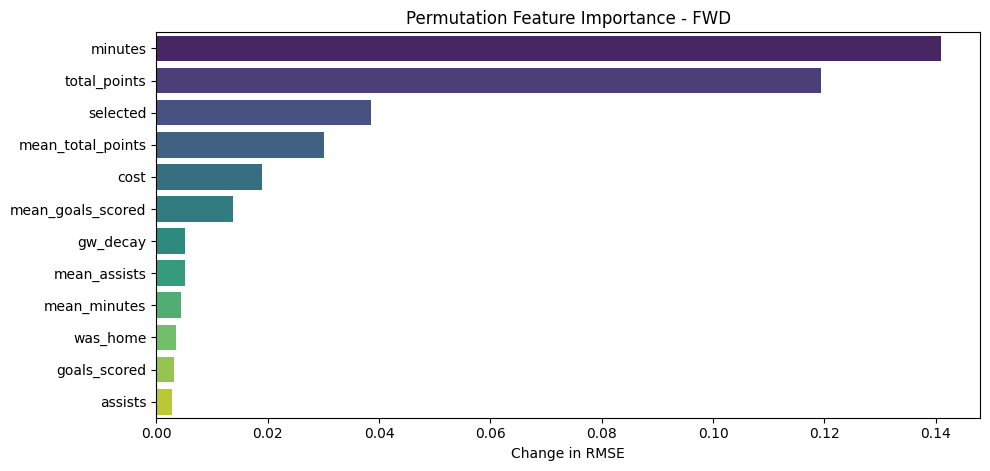 Permutation Feature Importance - FWD
minutes
total_points
selected
mean_total_points
cost
mean_goals_scored
gw_decay
mean_assists
mean_minutes
was_home
goals_scored
assists
0.00 0.02 0.04 0.06 0.08 0.10 0.12 0.14
Change in RMSE